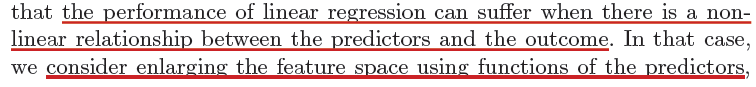 that the performance of linear regression can suffer when there is a non-
linear relationship between the predictors and the outcome. In that case,
we consider enlarging the feature space using functions of the predictors,